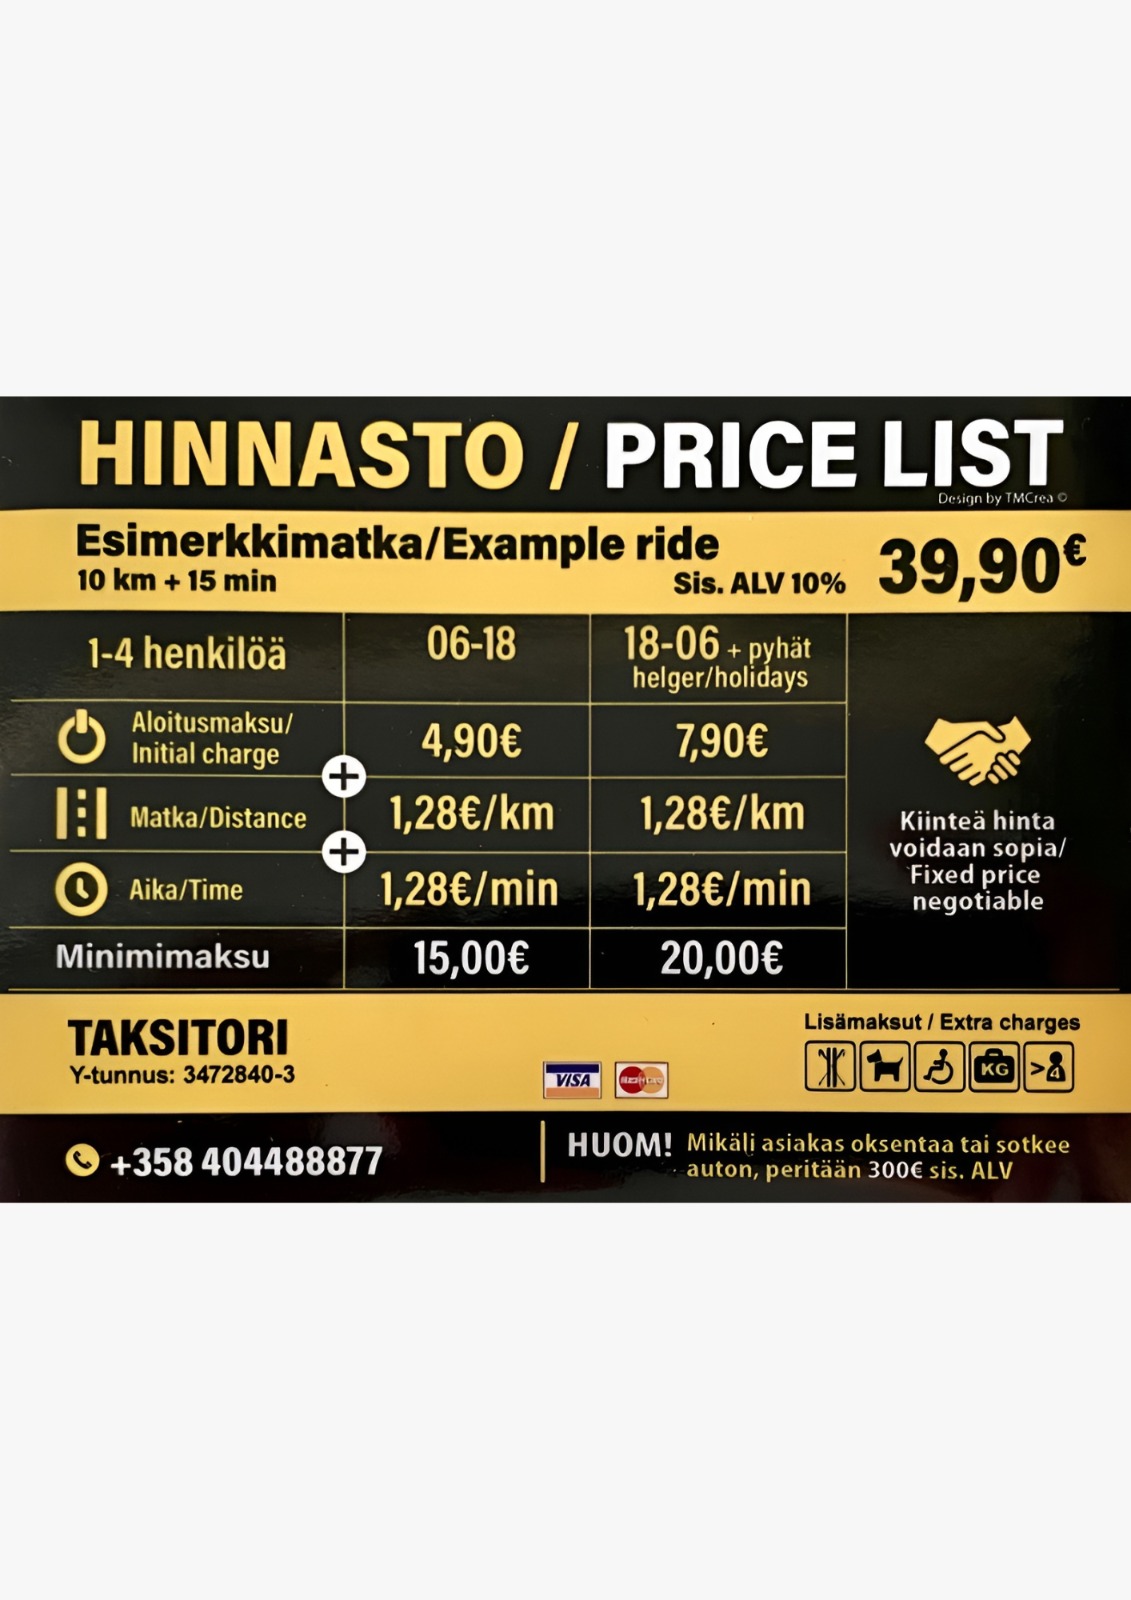 HINNASTO / PRICE LIST
Design by TMCrea ©
Esimerkkimatka/Example ride
10 km + 15 min
Sis. ALV 10%
39,90€
1-4 henkilöä
06-18
18-06 + pyhät
helger/holidays
Aloitusmaksu/
Initial charge
4,90€
7,90€
+
Matka/Distance
1,28€/km
1,28€/km
+
Aika/Time
1,28€/min
1,28€/min
Minimimaksu
15,00€
20,00€
Kiinteä hinta
voidaan sopia/
Fixed price
negotiable
TAKSITORI
Y-tunnus: 3472840-3
VISA
Lisämaksut / Extra charges
KG
>4
+358 404488877
HUOM! Mikäli asiakas oksentaa tai sotkee
auton, peritään 300€ sis. ALV